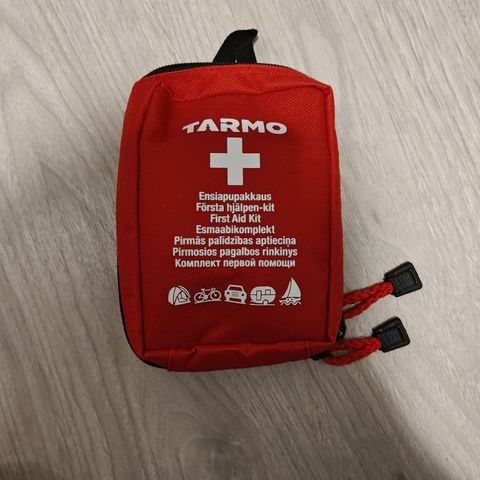 TARMO
Ensiapupakkaus
Första hjälpen-kit
First Aid Kit
Esmaabikomplekt
Pirmās palīdzības aptieciņa
Pirmosios pagalbos rinkinys
Комплект первой помощи